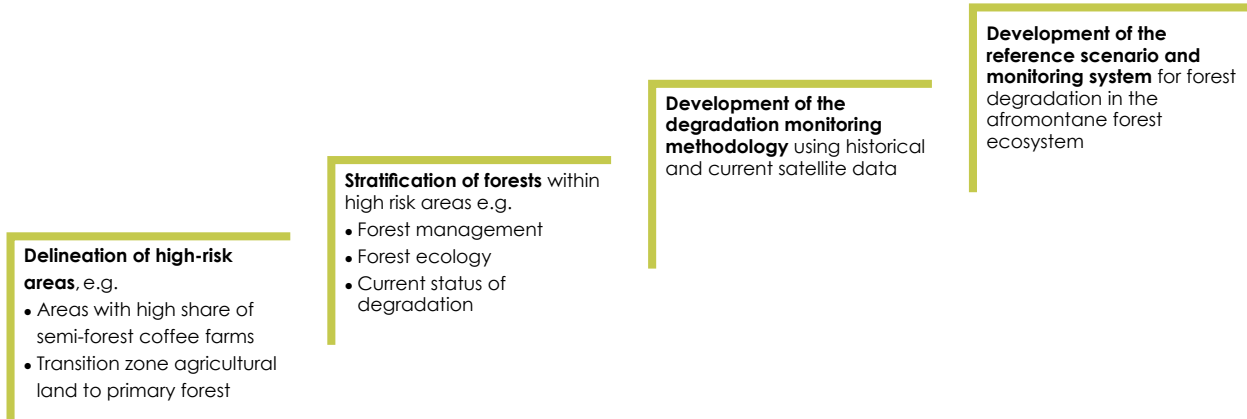 Delineation of high-risk
areas, e.g.
• Areas with high share of
semi-forest coffee farms
• Transition zone agricultural
land to primary forest
Stratification of forests within
high risk areas e.g.
• Forest management
• Forest ecology
• Current status of
degradation
Development of the
degradation monitoring
methodology using historical
and current satellite data
Development of the
reference scenario and
monitoring system for forest
degradation in the
afromontane forest
ecosystem